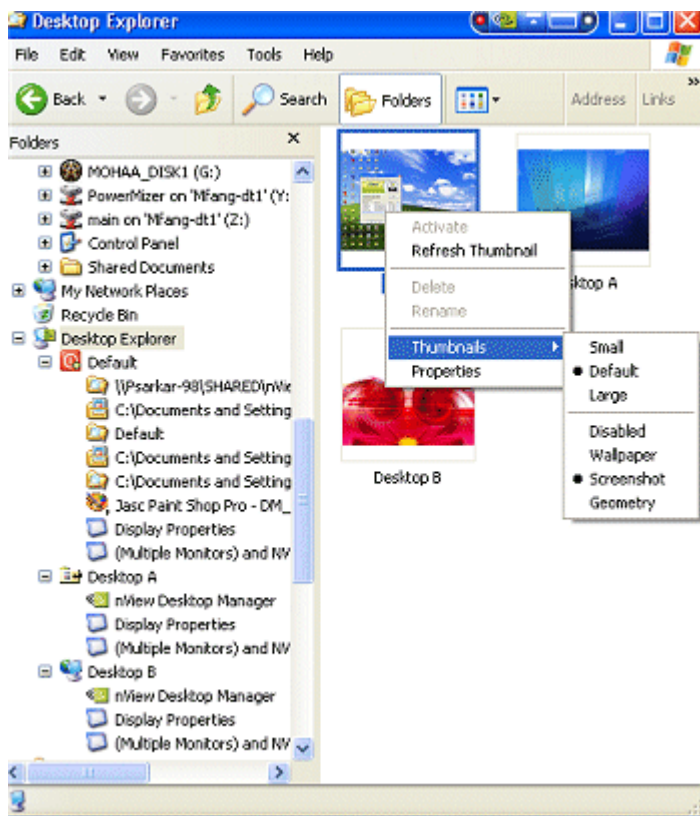 Desktop Explorer
File Edit View Favorites Tools Help
Back Search Folders Address Links
Folders
MOHAA_DISK1 (G:)
PowerMizer on 'Mfang-dt1' (Y:
main on 'Mfang-dt1' (Z:)
Control Panel
Shared Documents
My Network Places
Recycle Bin
Desktop Explorer
Default
\\Psarkar-98\SHARED\nVie
C:\Documents and Setting
Default
C:\Documents and Setting
C:\Documents and Setting
Jasc Paint Shop Pro - DM_
Display Properties
(Multiple Monitors) and NV
Desktop A
nView Desktop Manager
Display Properties
(Multiple Monitors) and NV
Desktop B
nView Desktop Manager
Display Properties
(Multiple Monitors) and NV
Activate
Refresh Thumbnail
Delete
Rename
Thumbnails
Properties
Small
Default
Large
Disabled
Wallpaper
Screenshot
Geometry
sktop A
Desktop B